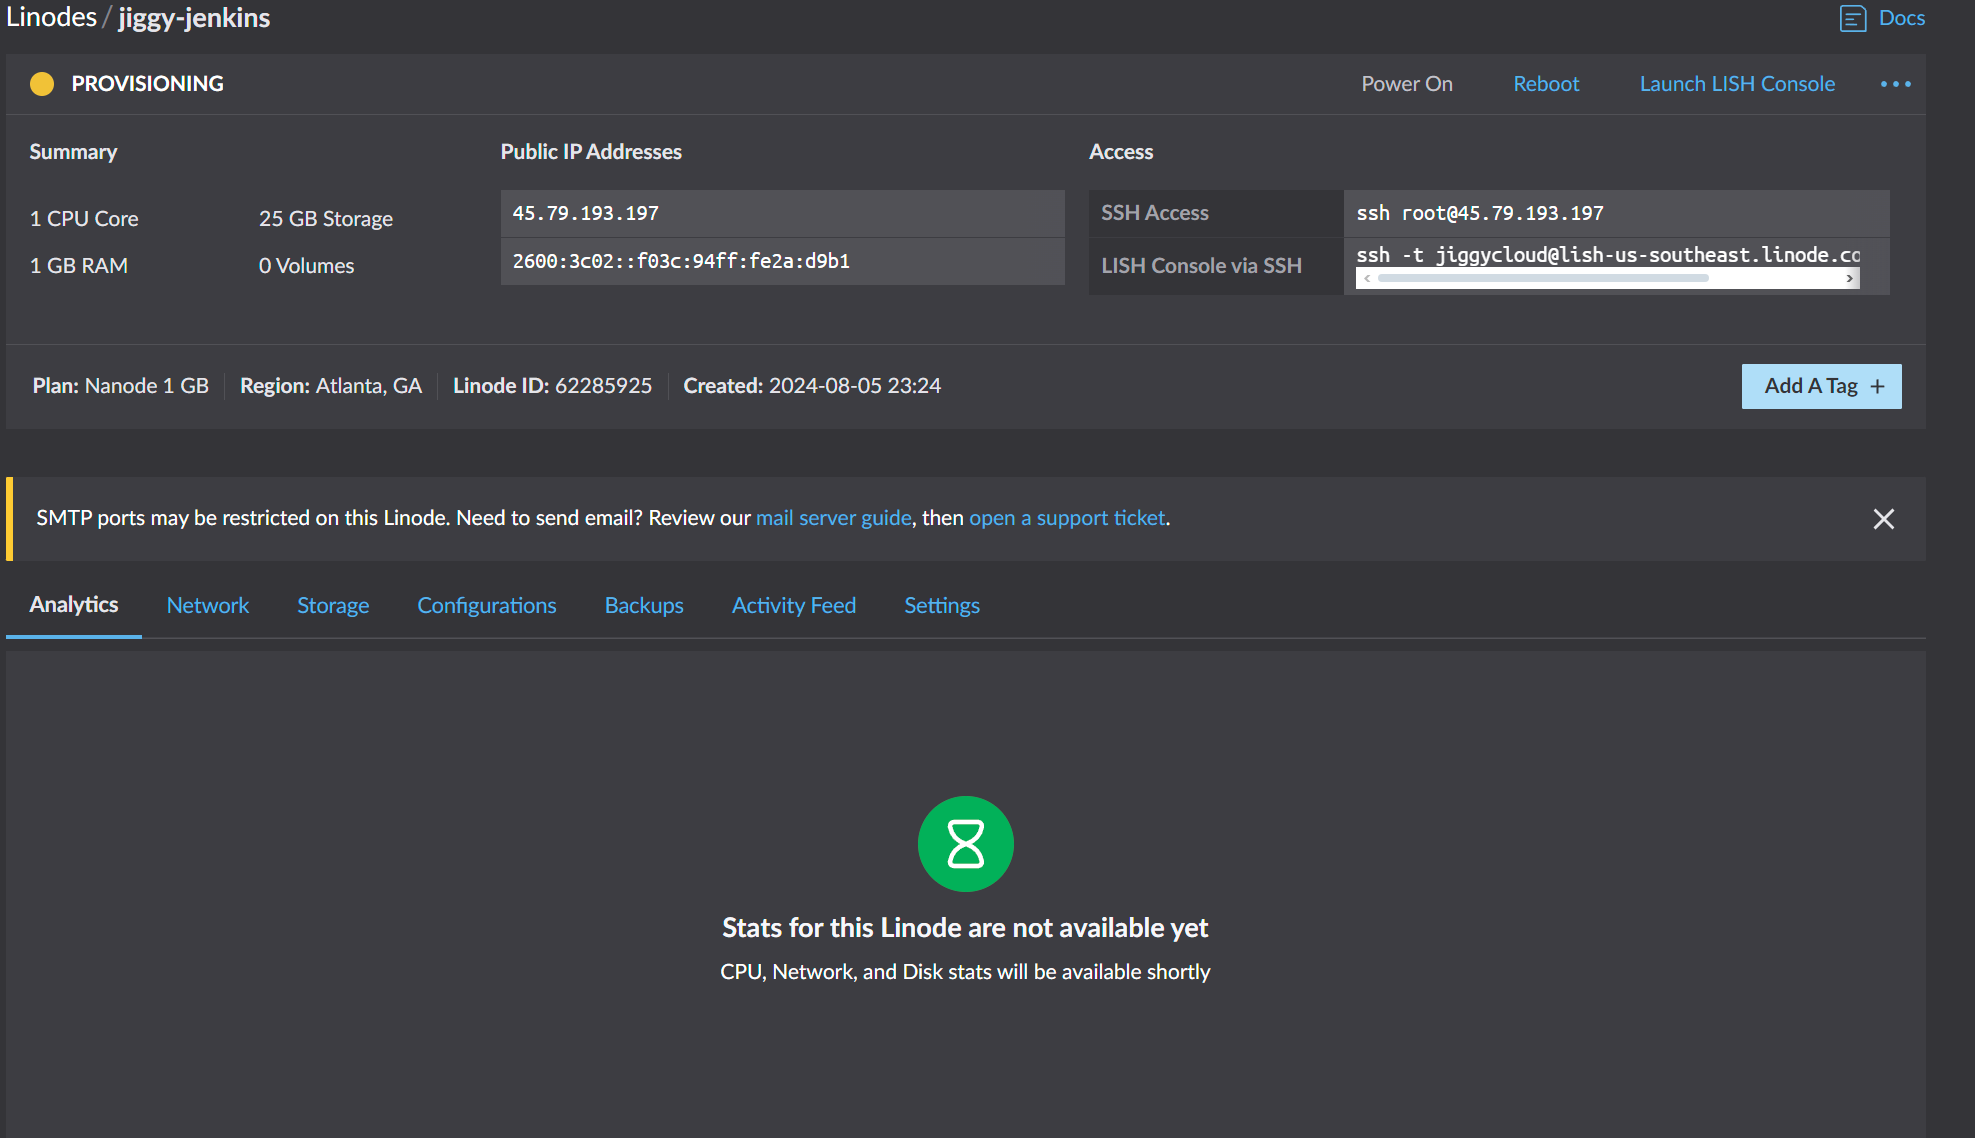 Linodes / jiggy-jenkins
Docs
PROVISIONING
Power On
Reboot
Launch LISH Console
Summary
Public IP Addresses
Access
1 CPU Core
25 GB Storage
1 GB RAM
0 Volumes
45.79.193.197
2600:3c02::f03c:94ff:fe2a:d9b1
SSH Access
ssh root@45.79.193.197
LISH Console via SSH
ssh -t jiggycloud@lish-us-southeast.linode.co
Plan: Nanode 1 GB
Region: Atlanta, GA
Linode ID: 62285925
Created: 2024-08-05 23:24
Add A Tag +
SMTP ports may be restricted on this Linode. Need to send email? Review our mail server guide, then open a support ticket.
Analytics
Network
Storage
Configurations
Backups
Activity Feed
Settings
Stats for this Linode are not available yet
CPU, Network, and Disk stats will be available shortly